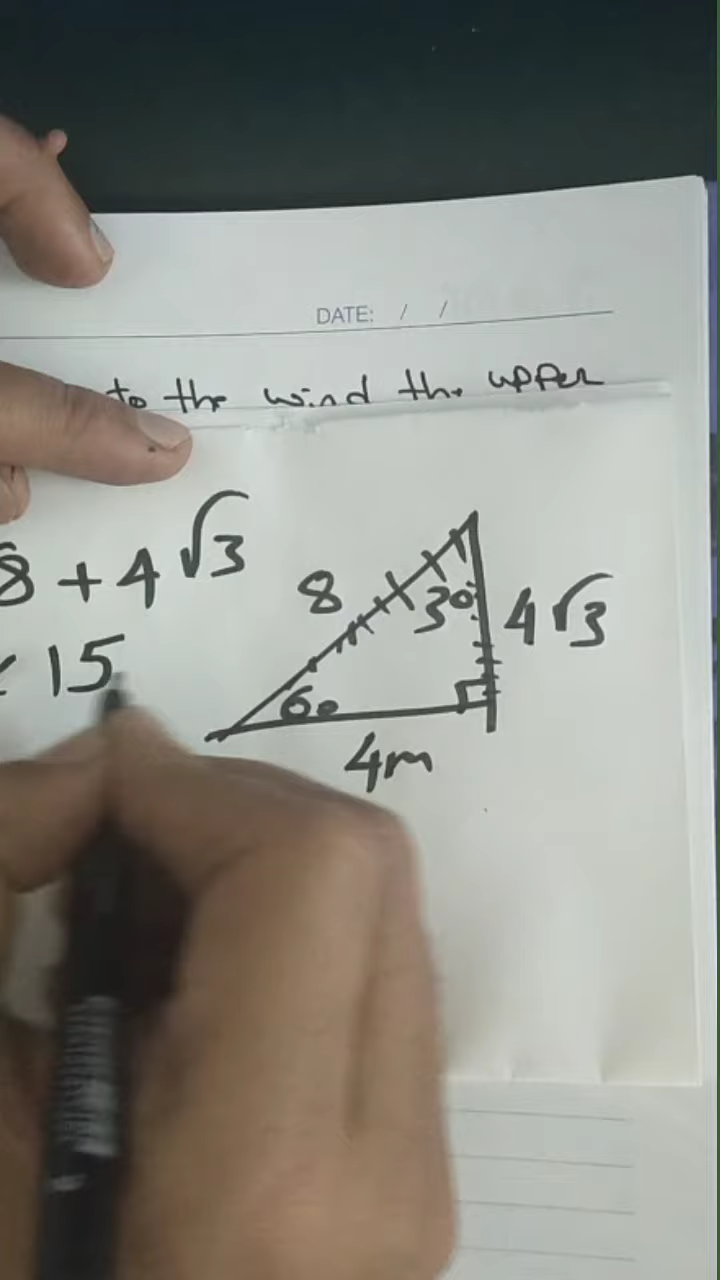 DATE: / /
to the wind the upper
8 + 4√3
< 15
8
30°
4√3
60
4m